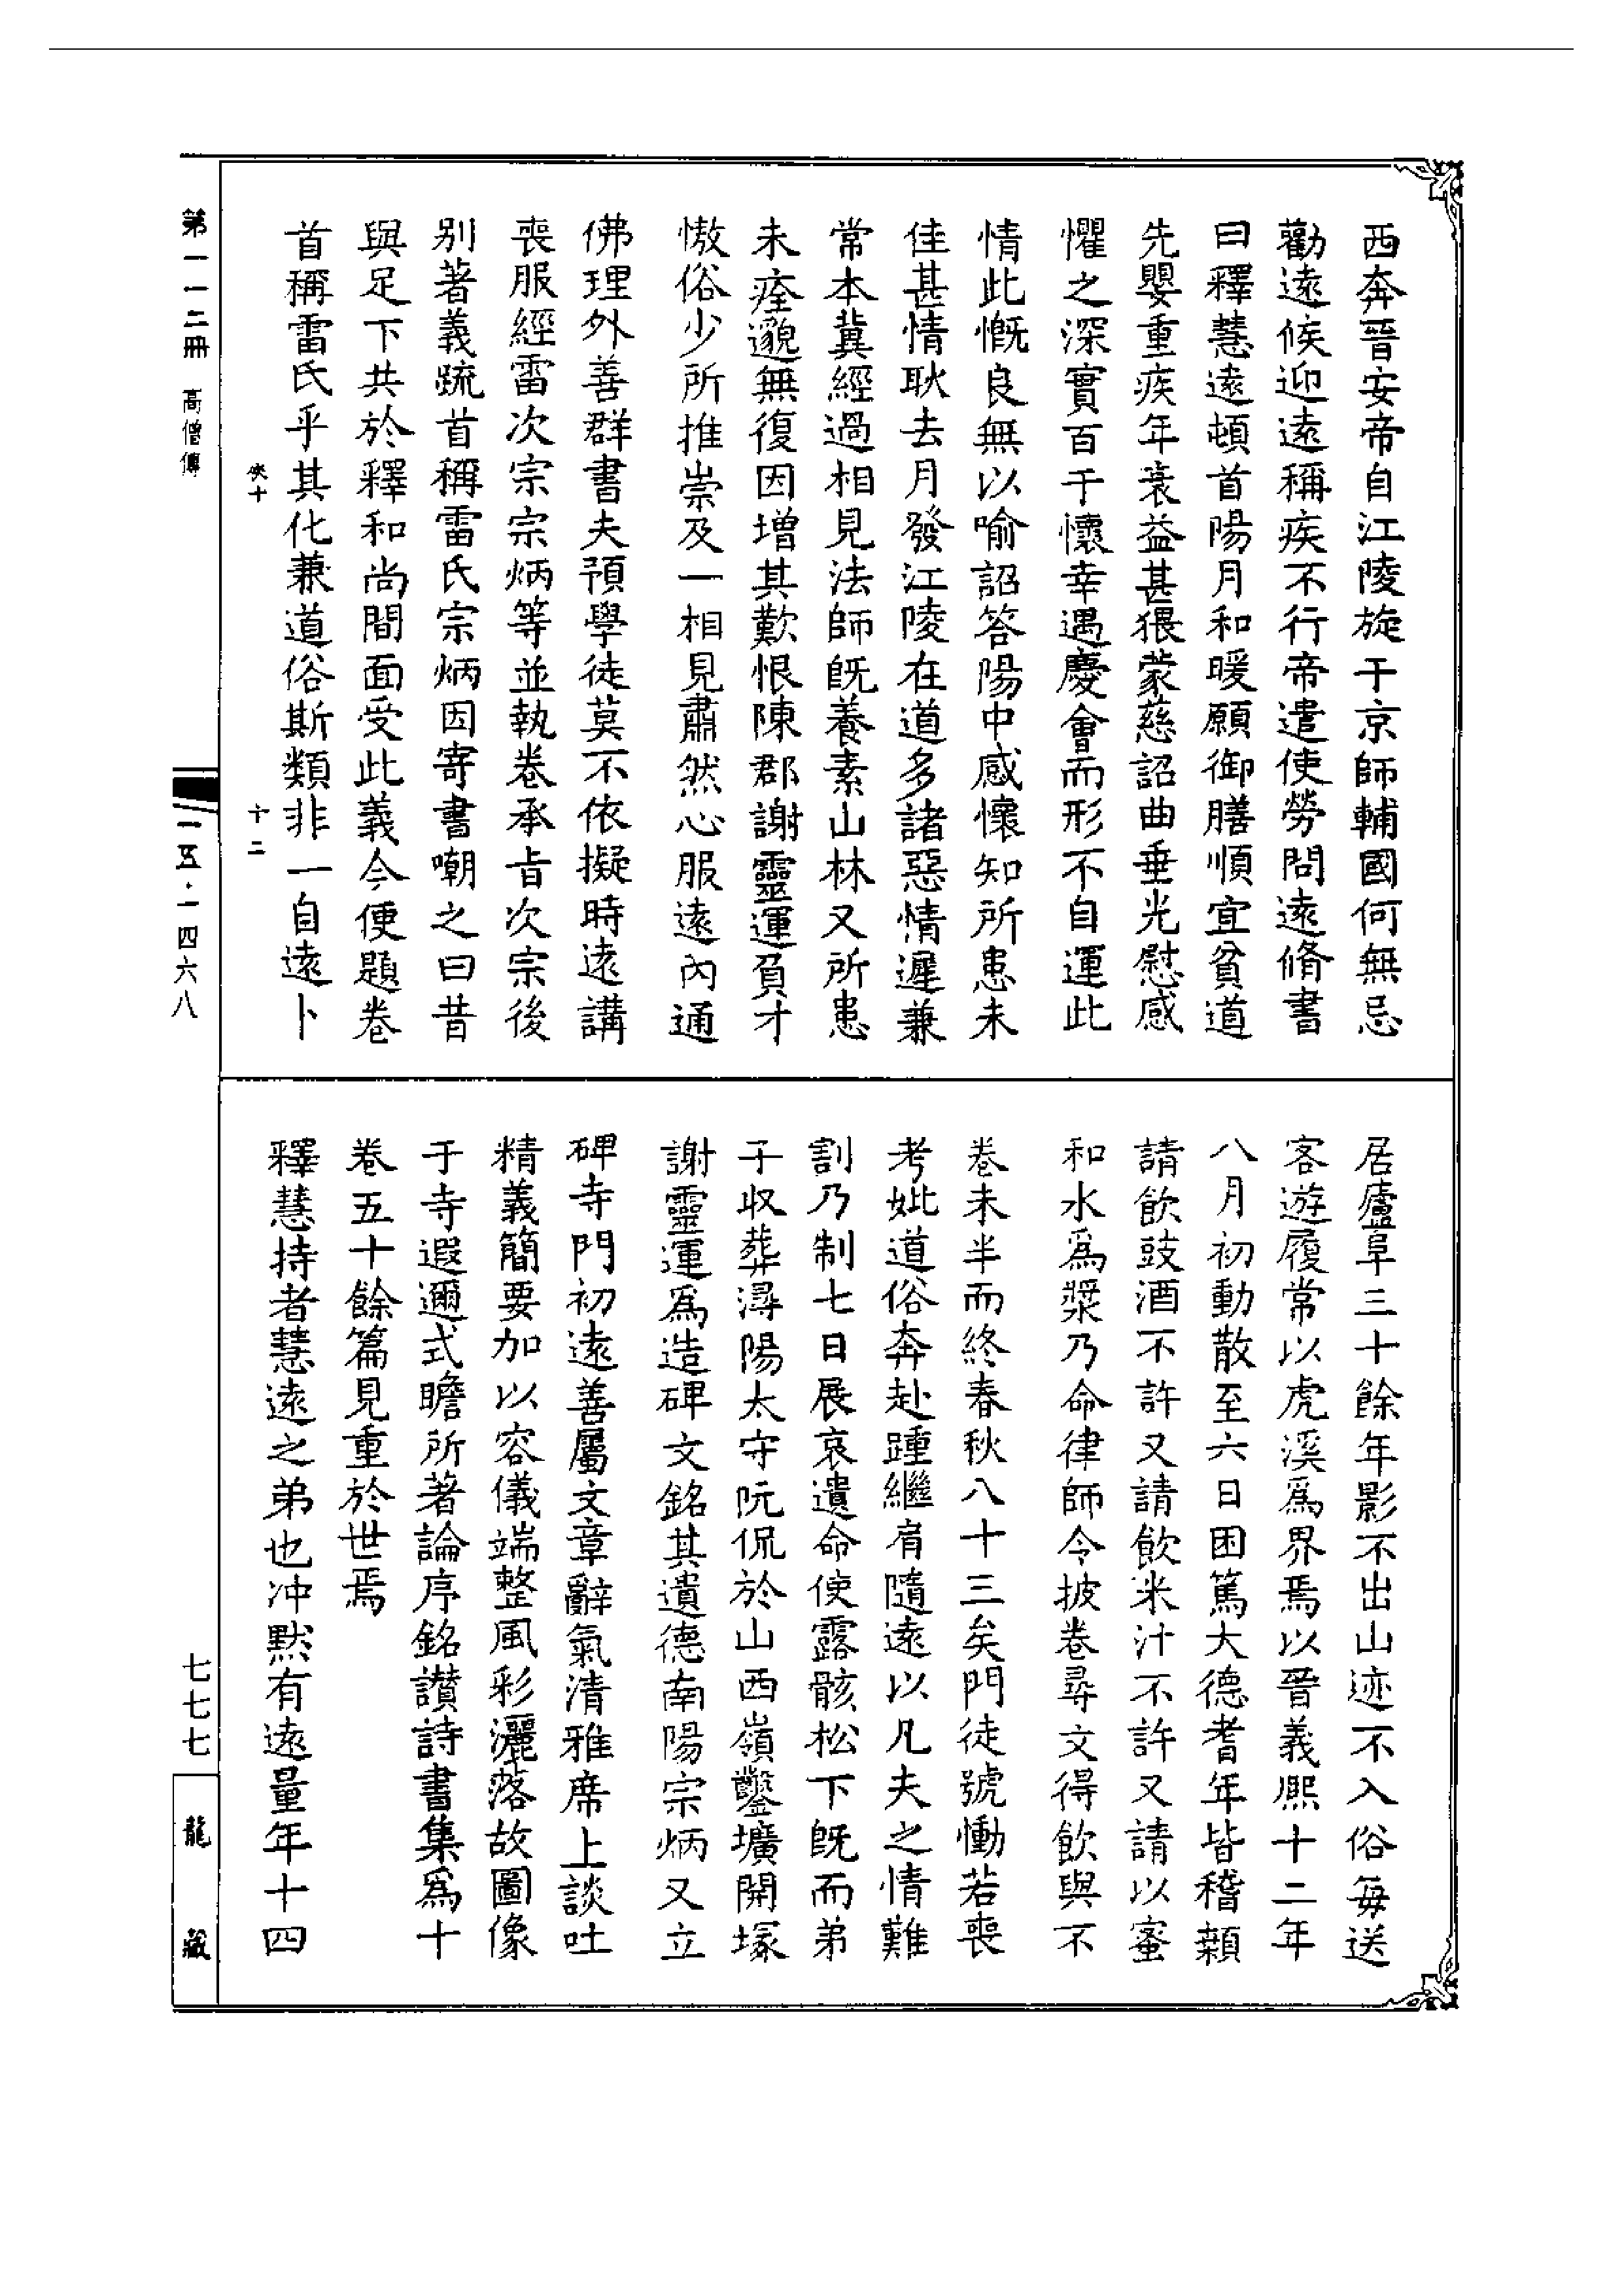 西奔晉安帝自江陵旋于京師輔國何無忌
勸遠候迎遠稱疾不行帝遣使勞問遠脩書
曰釋慧遠頓首陽月和暖願御膳順宜貧道
先嬰重疾年衰益甚猥蒙慈詔曲垂光慰感
懼之深實百于懷幸遇慶會而形不自運此
情此慨良無以喻詔答陽中感懷知所患未
佳甚情耿去月發江陵在道多諸惡情遲兼
常本冀經過相見法師既養素山林又所患
未痊邈無復因增其歎恨陳郡謝靈運負才
傲俗少所推崇及一相見肅然心服遠內通
佛理外善群書夫預學徒莫不依擬時遠講
喪服經雷次宗宗炳等並執卷承旨次宗後
別著義疏首稱雷氏宗炳因寄書嘲之曰昔
與足下共於釋和尚間面受此義今便題卷
首稱雷氏乎其化兼道俗斯類非一自遠卜
十二
居廬阜三十餘年影不出山迹不入俗每送
客遊履常以虎溪爲界焉以晉義熙十二年
八月初動散至六日困篤大德耆年皆稽顙
請飲豉酒不許又請飲米汁不許又請以蜜
和水爲漿乃命律師令披卷尋文得飲與不
卷未半而終春秋八十三矣門徒號慟若喪
考妣道俗奔赴踵繼肩隨遠以凡夫之情難
割乃制七日展哀遺命使露骸松下既而弟
子收葬潯陽太守阮侃於山西嶺鑿壙開塚
謝靈運爲造碑文銘其遺德南陽宗炳又立
碑寺門初遠善屬文章辭氣清雅席上談吐
精義簡要加以容儀端整風彩灑落故圖像
于寺遐邇式瞻所著論序銘讃詩書集爲十
卷五十餘篇見重於世焉
釋慧持者慧遠之弟也冲默有遠量年十四
第一一二冊 高僧傳
一五·一四六八
七七七
龍藏